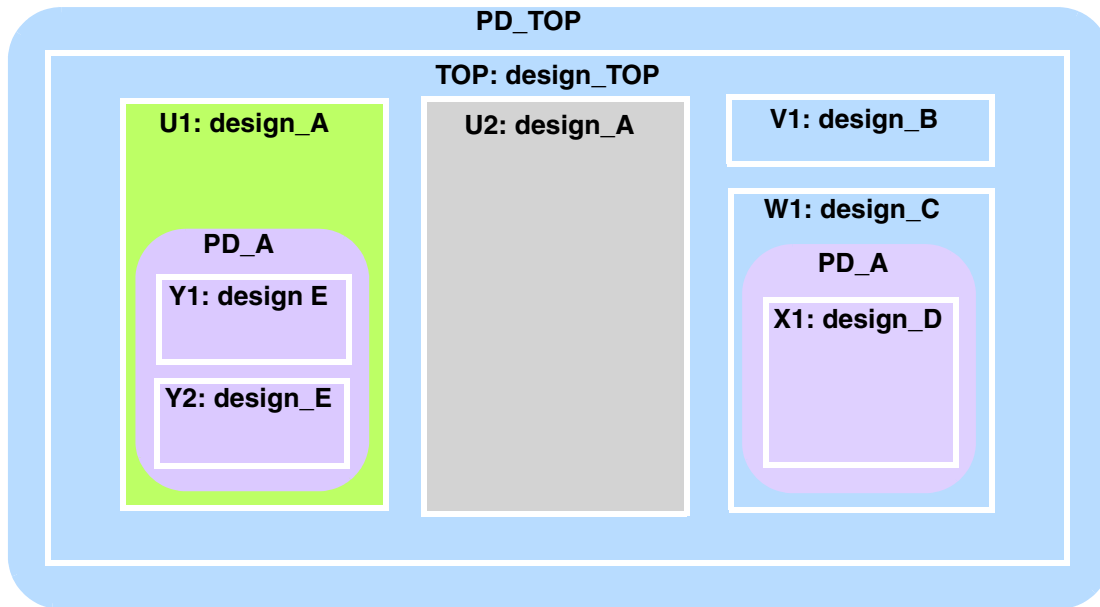 PD_TOP
TOP: design_TOP
U1: design_A
PD_A
Y1: design E
Y2: design_E
U2: design_A
V1: design_B
W1: design_C
PD_A
X1: design_D